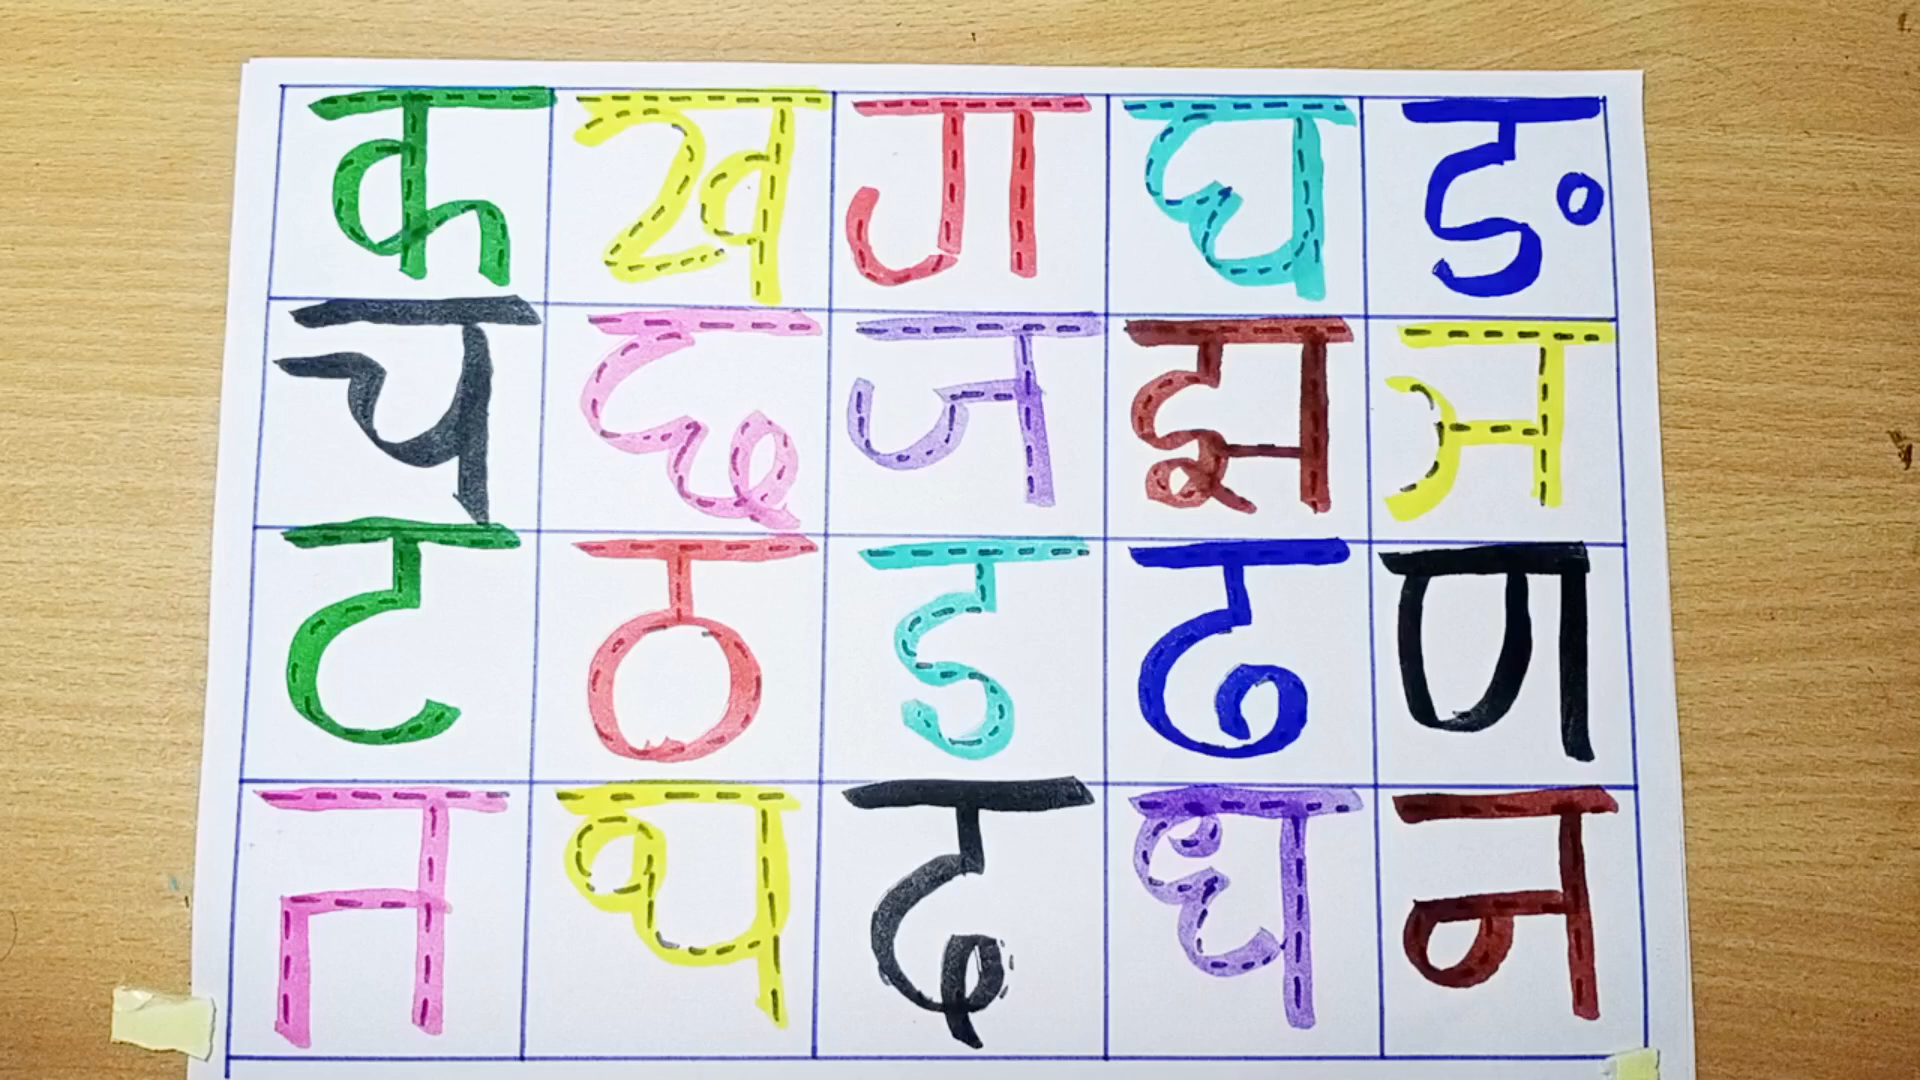 क ख ग घ ङ
च छ ज झ ञ
ट ठ ड ढ ण
त थ द ध न